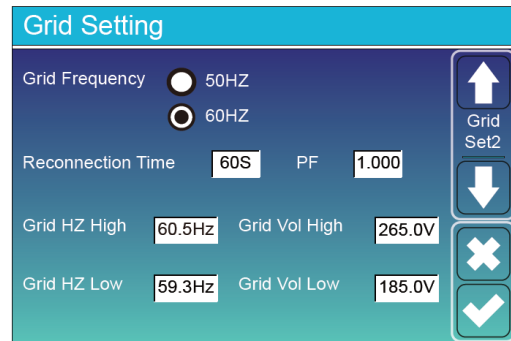 Grid Setting
Grid Frequency 50HZ
60HZ
Grid
Set2
Reconnection Time 60S PF 1.000
Grid HZ High 60.5Hz Grid Vol High 265.0V
Grid HZ Low 59.3Hz Grid Vol Low 185.0V